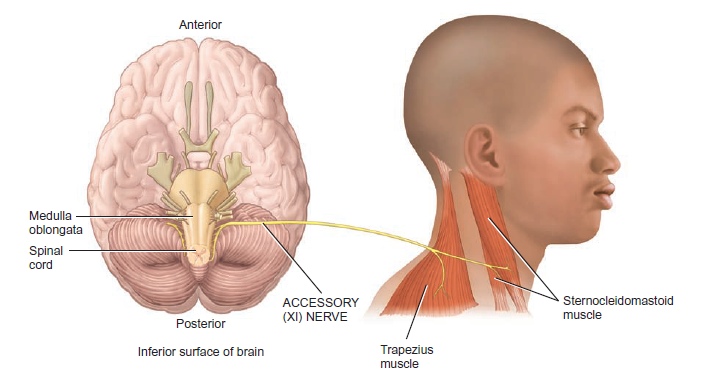 Anterior
Medulla
oblongata
Spinal
cord
ACCESSORY
(XI) NERVE
Posterior
Inferior surface of brain
Sternocleidomastoid
muscle
Trapezius
muscle